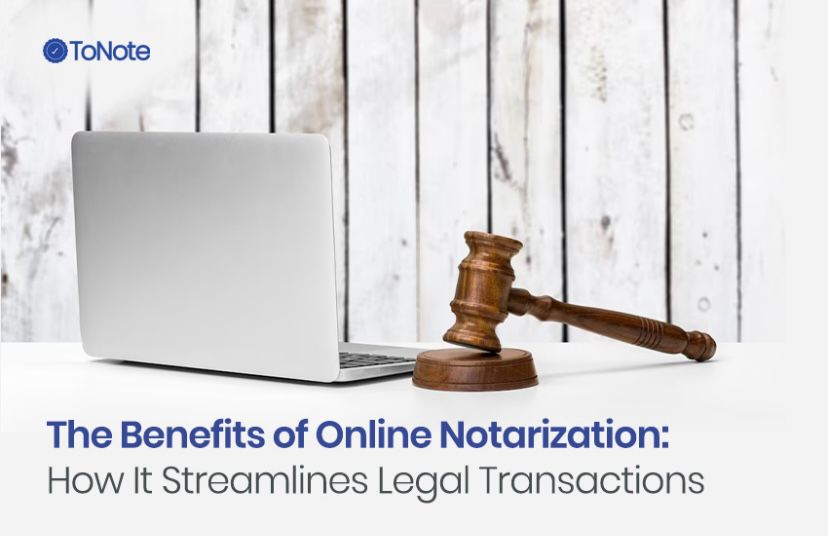 ToNote
The Benefits of Online Notarization:
How It Streamlines Legal Transactions